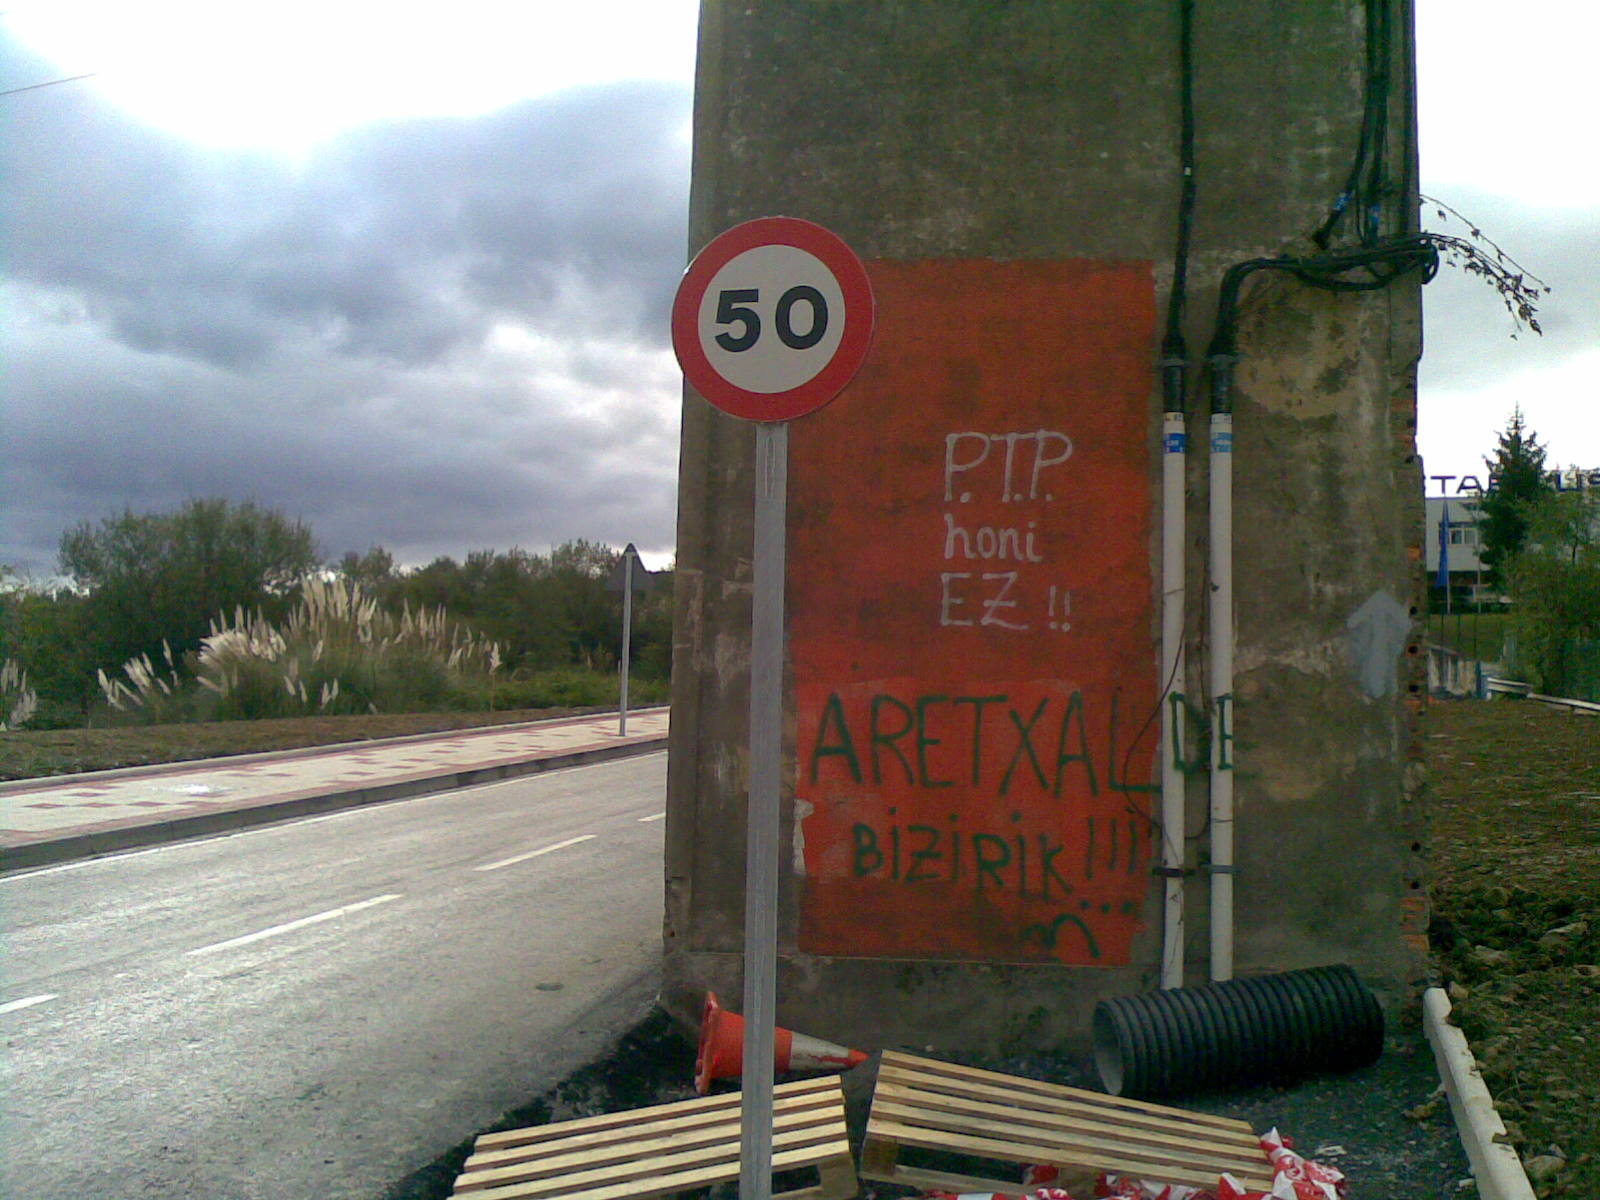 50
P.T.P.
honi
EZ!!
ARETXALDE
BiZiRiK!!!